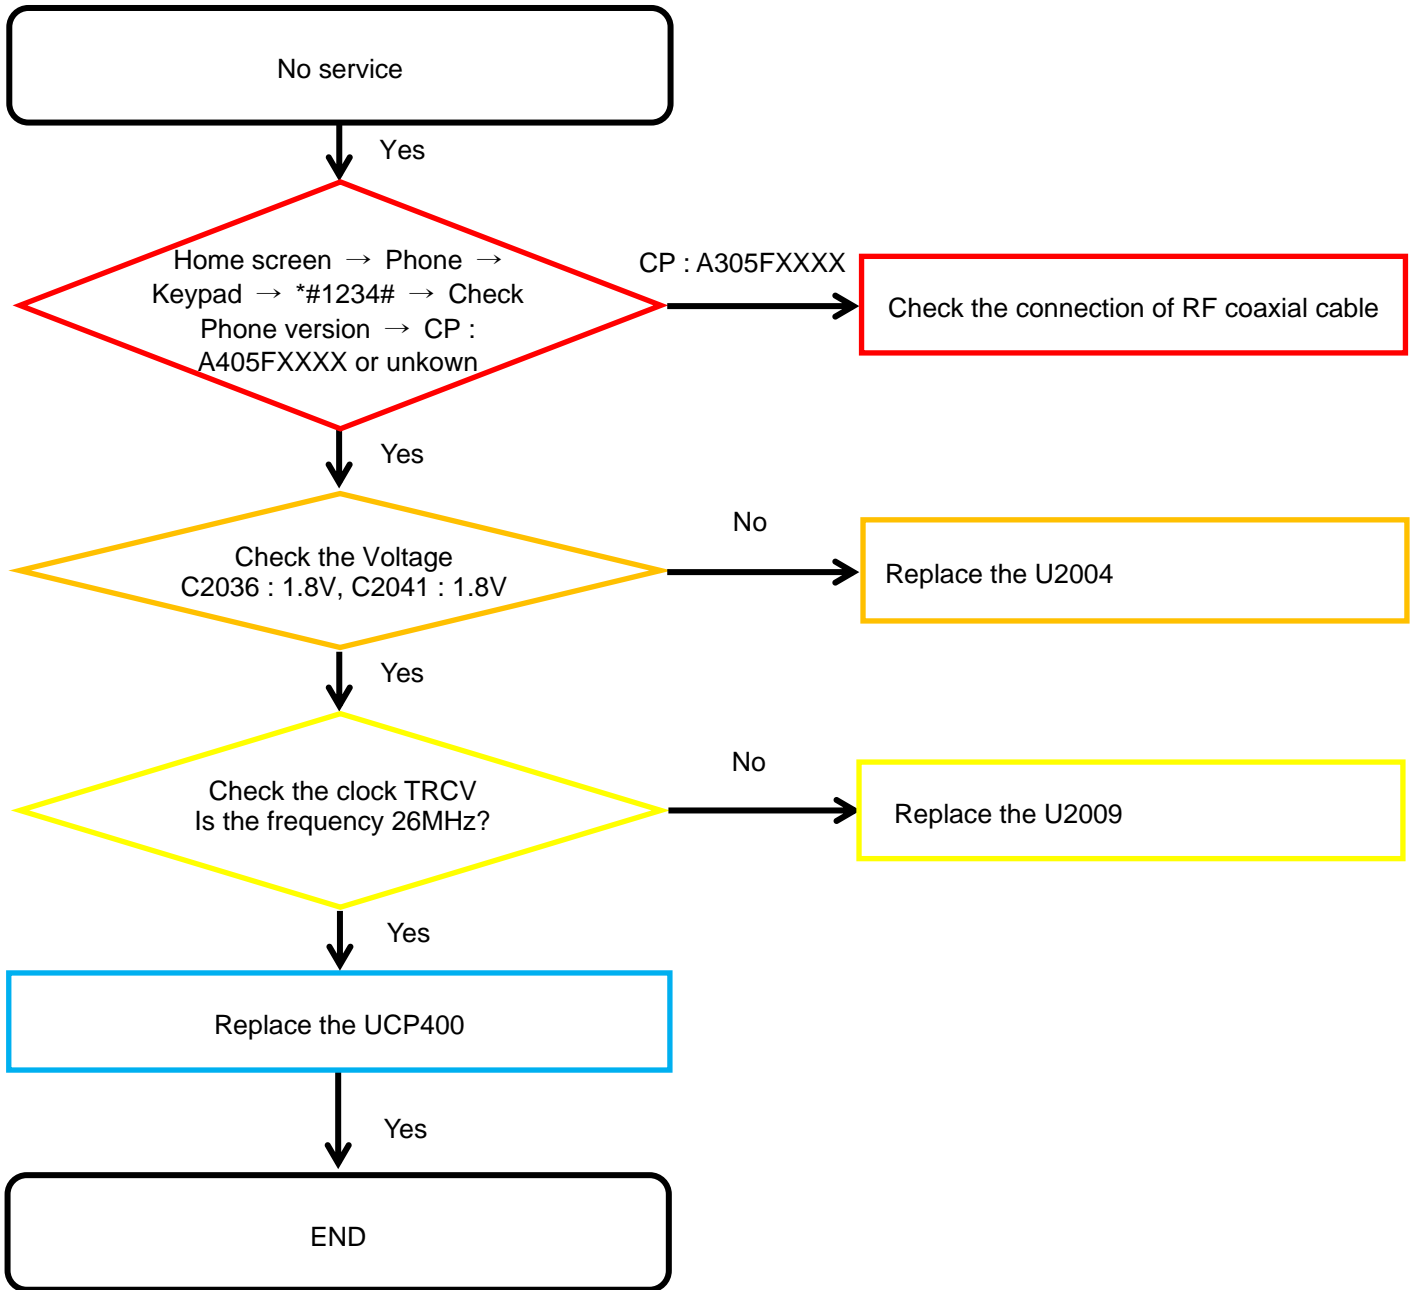 No service
Yes
Home screen → Phone →
Keypad → *#1234# → Check
Phone version → CP :
A405FXXXX or unkown
CP : A305FXXXX
Check the connection of RF coaxial cable
Yes
Check the Voltage
C2036 : 1.8V, C2041 : 1.8V
No
Replace the U2004
Yes
Check the clock TRCV
Is the frequency 26MHz?
No
Replace the U2009
Yes
Replace the UCP400
Yes
END